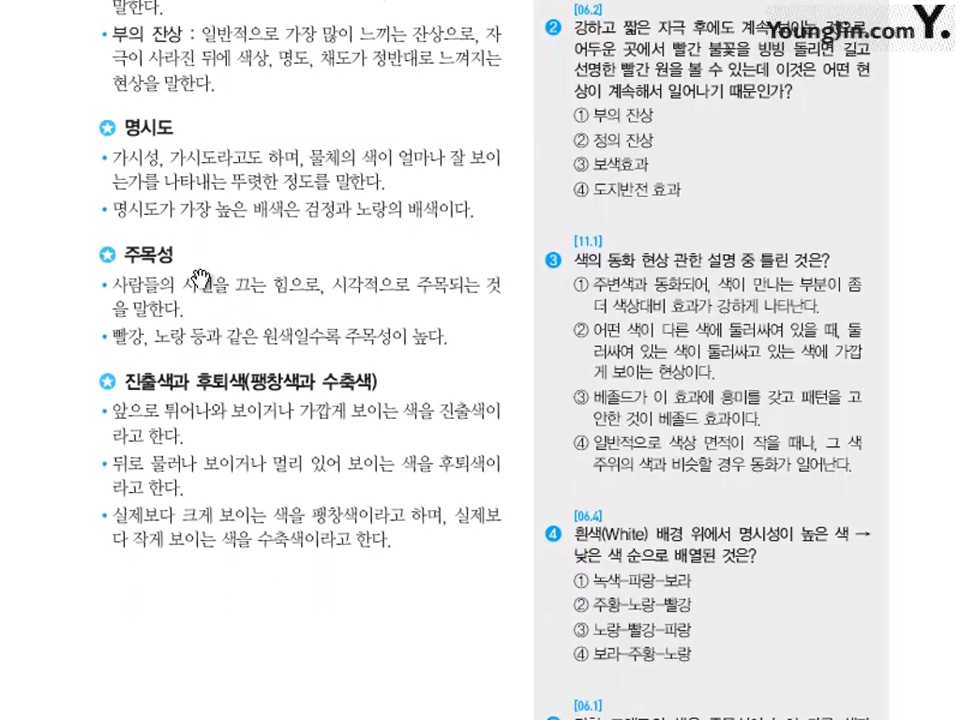 말한다.
• 부의 잔상 : 일반적으로 가장 많이 느끼는 잔상으로, 자
극이 사라진 뒤에 색상, 명도, 채도가 정반대로 느껴지는
현상을 말한다.
명시도
• 가시성, 가시도라고도 하며, 물체의 색이 얼마나 잘 보이
는가를 나타내는 뚜렷한 정도를 말한다.
• 명시도가 가장 높은 배색은 검정과 노랑의 배색이다.
주목성
• 사람들의 끄는 힘으로, 시각적으로 주목되는 것
을 말한다.
• 빨강, 노랑 등과 같은 원색일수록 주목성이 높다.
진출색과 후퇴색(팽창색과 수축색)
• 앞으로 튀어나와 보이거나 가깝게 보이는 색을 진출색이
라고 한다.
• 뒤로 물러나 보이거나 멀리 있어 보이는 색을 후퇴색이
라고 한다.
• 실제보다 크게 보이는 색을 팽창색이라고 하며, 실제보
다 작게 보이는 색을 수축색이라고 한다.
YoungJin.com Y.
[06.2]
2 강하고 짧은 자극 후에도 계속
어두운 곳에서 빨간 불꽃을 빙빙 돌리면 길고
선명한 빨간 원을 볼 수 있는데 이것은 어떤 현
상이 계속해서 일어나기 때문인가?
① 부의 잔상
② 정의 잔상
③ 보색효과
④ 도지반전 효과
[11.1]
3 색의 동화 현상 관한 설명 중 틀린 것은?
① 주변색과 동화되어, 색이 만나는 부분이 좀
더 색상대비 효과가 강하게 나타난다.
② 어떤 색이 다른 색에 둘러싸여 있을 때, 둘
러싸여 있는 색이 둘러싸고 있는 색에 가깝
게 보이는 현상이다.
③ 베졸드가 이 효과에 흥미를 갖고 패턴을 고
안한 것이 베졸드 효과이다.
④ 일반적으로 색상 면적이 작을 때나, 그 색
주위의 색과 비슷할 경우 동화가 일어난다.
[06.4]
4 흰색(White) 배경 위에서 명시성이 높은 색 →
낮은 색 순으로 배열된 것은?
① 녹색-파랑-보라
② 주황-노랑-빨강
③ 노랑-빨강-파랑
④ 보라-주황-노랑
[06.1]